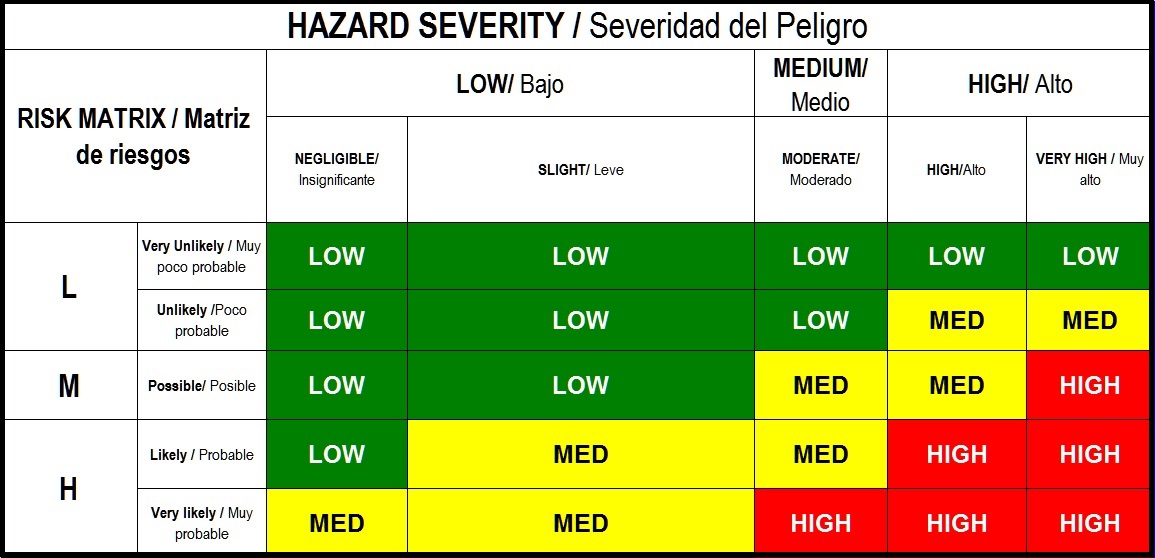 HAZARD SEVERITY / Severidad del Peligro
RISK MATRIX / Matriz
de riesgos
LOW/ Bajo
MEDIUM/
Medio
HIGH/ Alto
NEGLIGIBLE/
Insignificante
SLIGHT/ Leve
MODERATE/
Moderado
HIGH/Alto
VERY HIGH / Muy
alto
L
Very Unlikely / Muy
poco probable
LOW LOW LOW LOW LOW
Unlikely /Poco
probable
LOW LOW LOW MED MED
M
Possible/ Posible
LOW LOW MED MED HIGH
H
Likely / Probable
LOW MED MED HIGH HIGH
Very likely / Muy
probable
MED MED HIGH HIGH HIGH